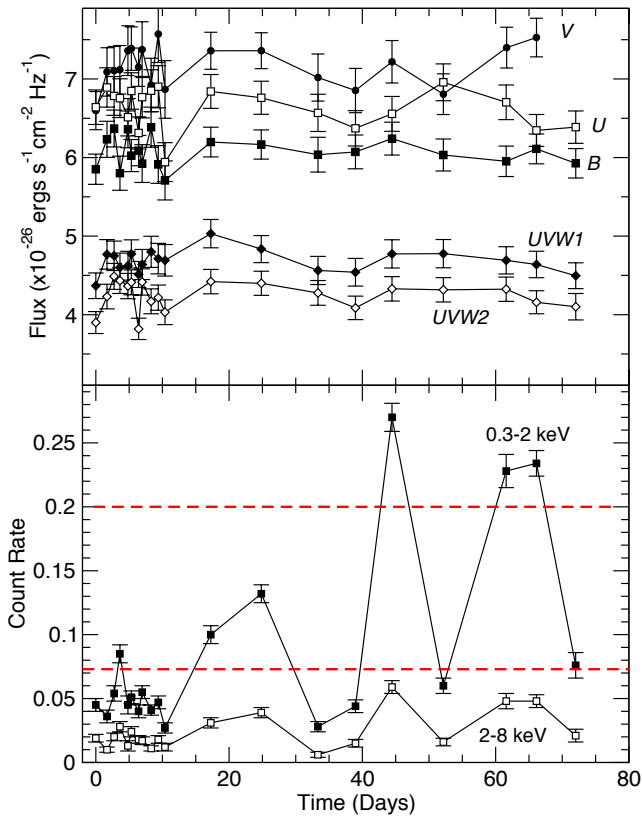 Flux (x10⁻²⁶ ergs s⁻¹ cm⁻² Hz⁻¹)
7
6
5
4
V
U
B
UVW1
UVW2
Count Rate
0.25
0.2
0.15
0.1
0.05
0
0.3-2 keV
2-8 keV
0 20 40 60 80
Time (Days)